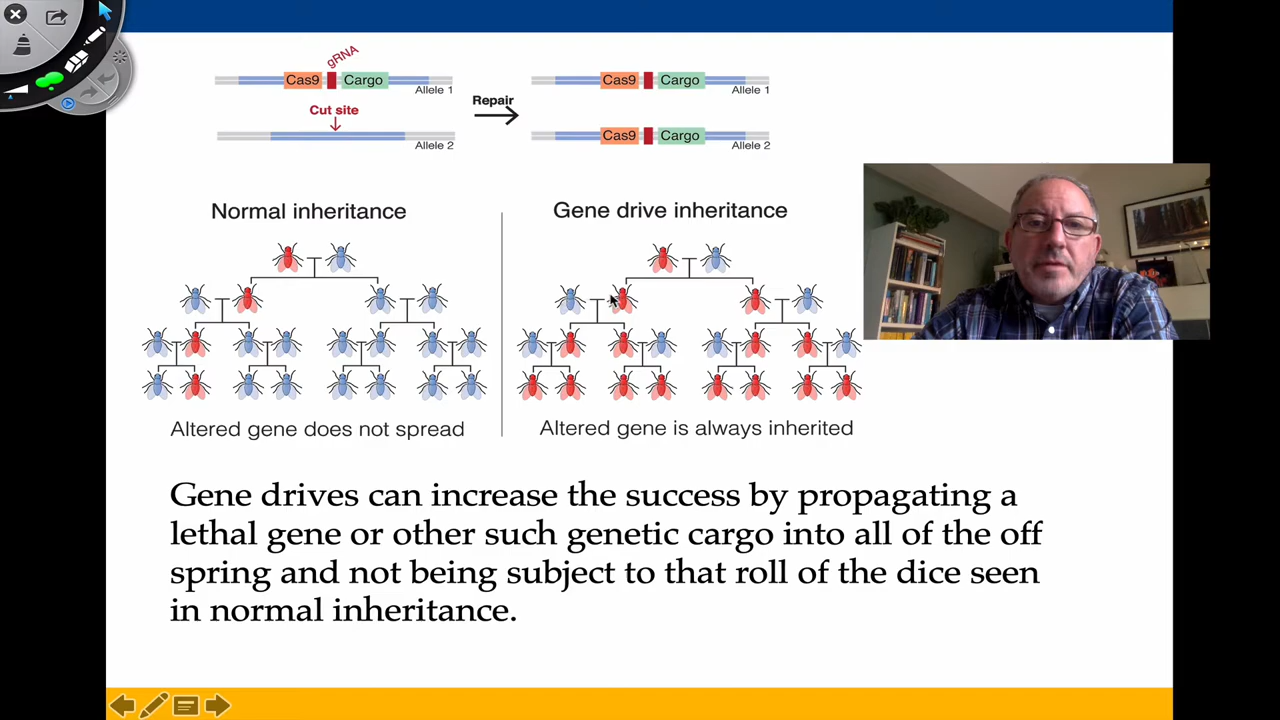 gRNA
Cas9 Cargo
Allele 1
Cut site
Allele 2
Repair
Cas9 Cargo
Allele 1
Cas9 Cargo
Allele 2
Normal inheritance
Altered gene does not spread
Gene drive inheritance
Altered gene is always inherited
Gene drives can increase the success by propagating a
lethal gene or other such genetic cargo into all of the off
spring and not being subject to that roll of the dice seen
in normal inheritance.